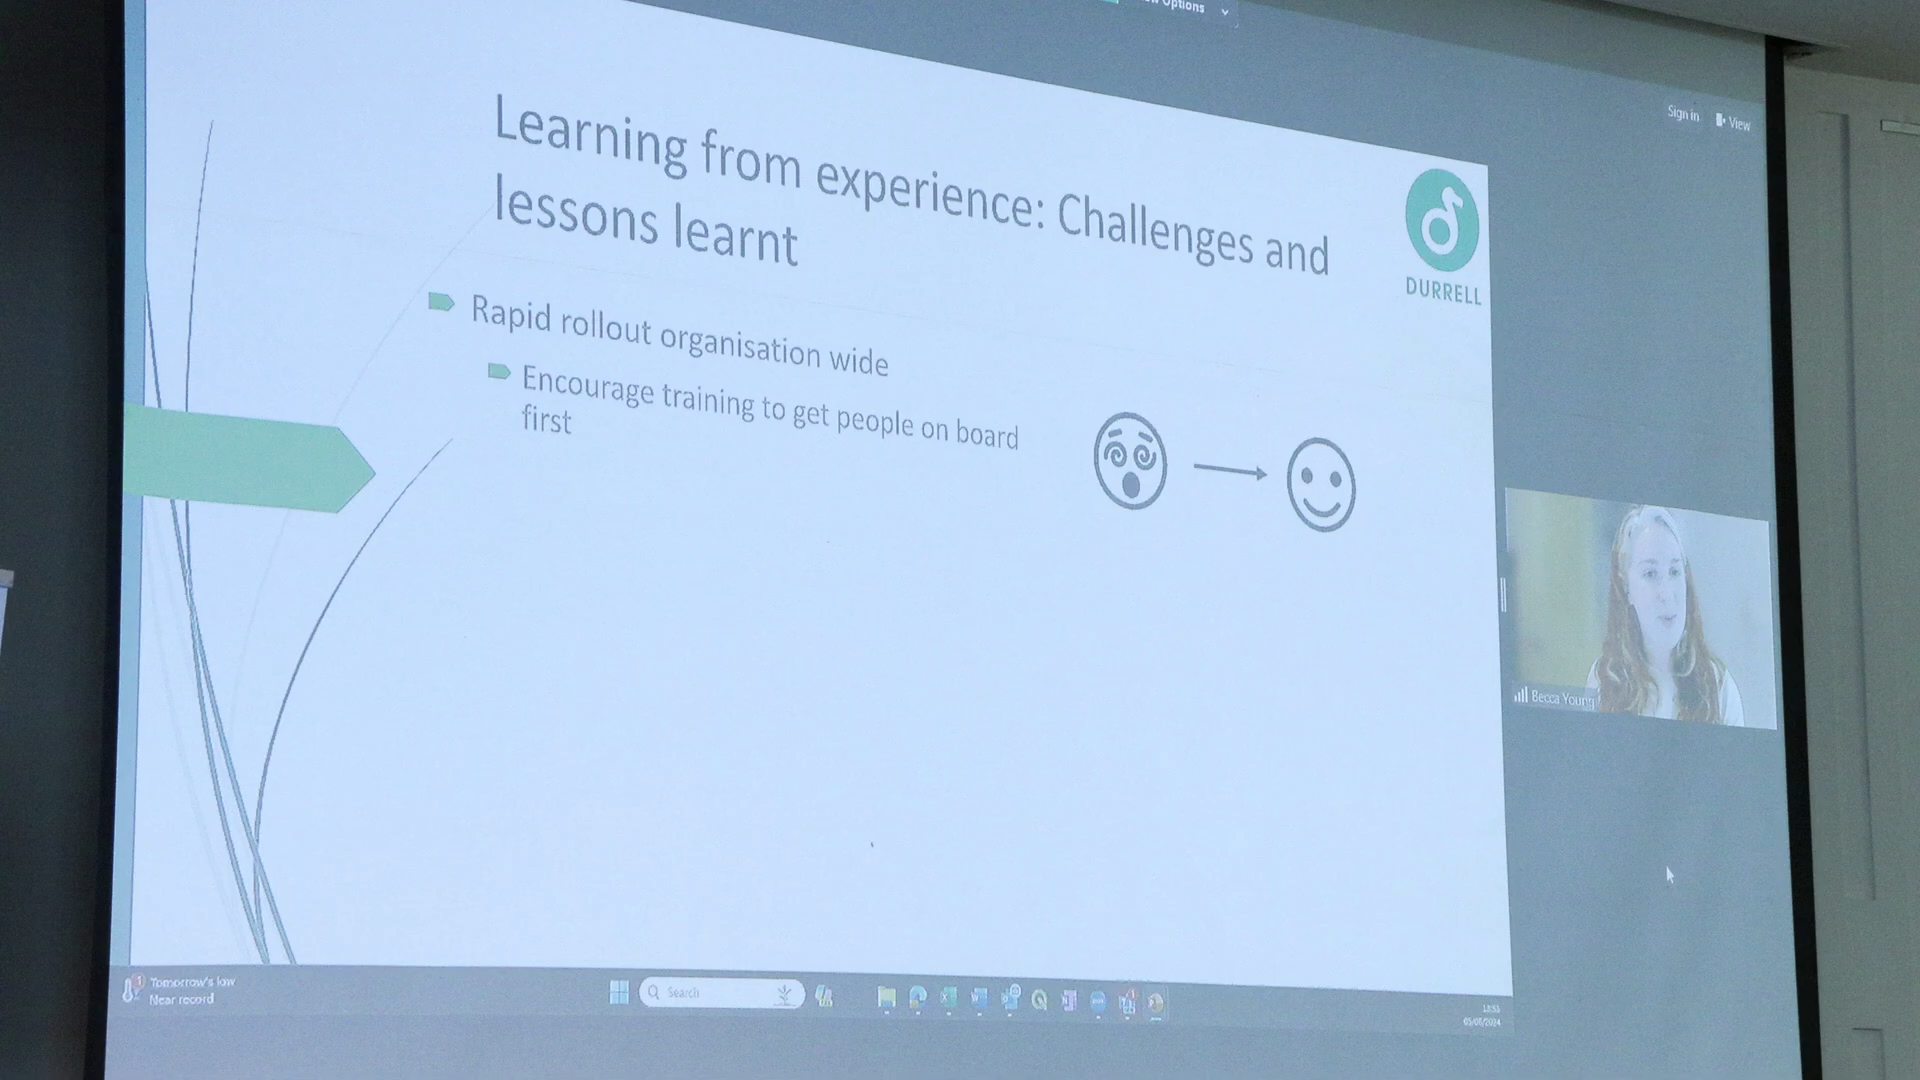 Options
Sign in
View
Learning from experience: Challenges and
lessons learnt
DURRELL
Rapid rollout organisation wide
Encourage training to get people on board
first
Becca Young
Tomorrow's low
Near record
Search